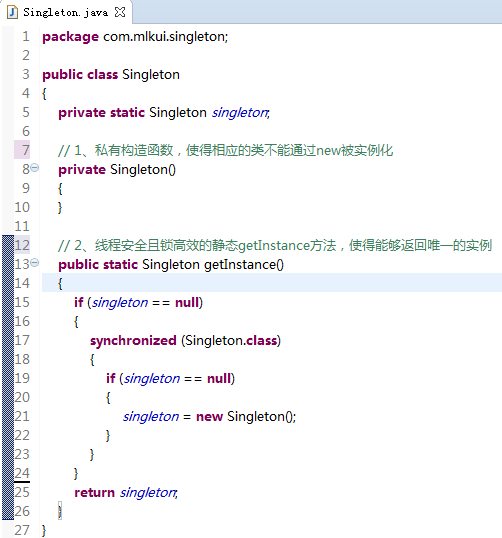 Singleton.java
1 package com.mlkui.singleton;
2
3 public class Singleton
4 {
5 private static Singleton singleton;
6
7 // 1、私有构造函数，使得相应的类不能通过new被实例化
8 private Singleton()
9 {
10 }
11
12 // 2、线程安全且锁高效的静态getInstance方法，使得能够返回唯一的实例
13 public static Singleton getInstance()
14 {
15 if (singleton == null)
16 {
17 synchronized (Singleton.class)
18 {
19 if (singleton == null)
20 {
21 singleton = new Singleton();
22 }
23 }
24 }
25 return singleton;
26 }
27 }